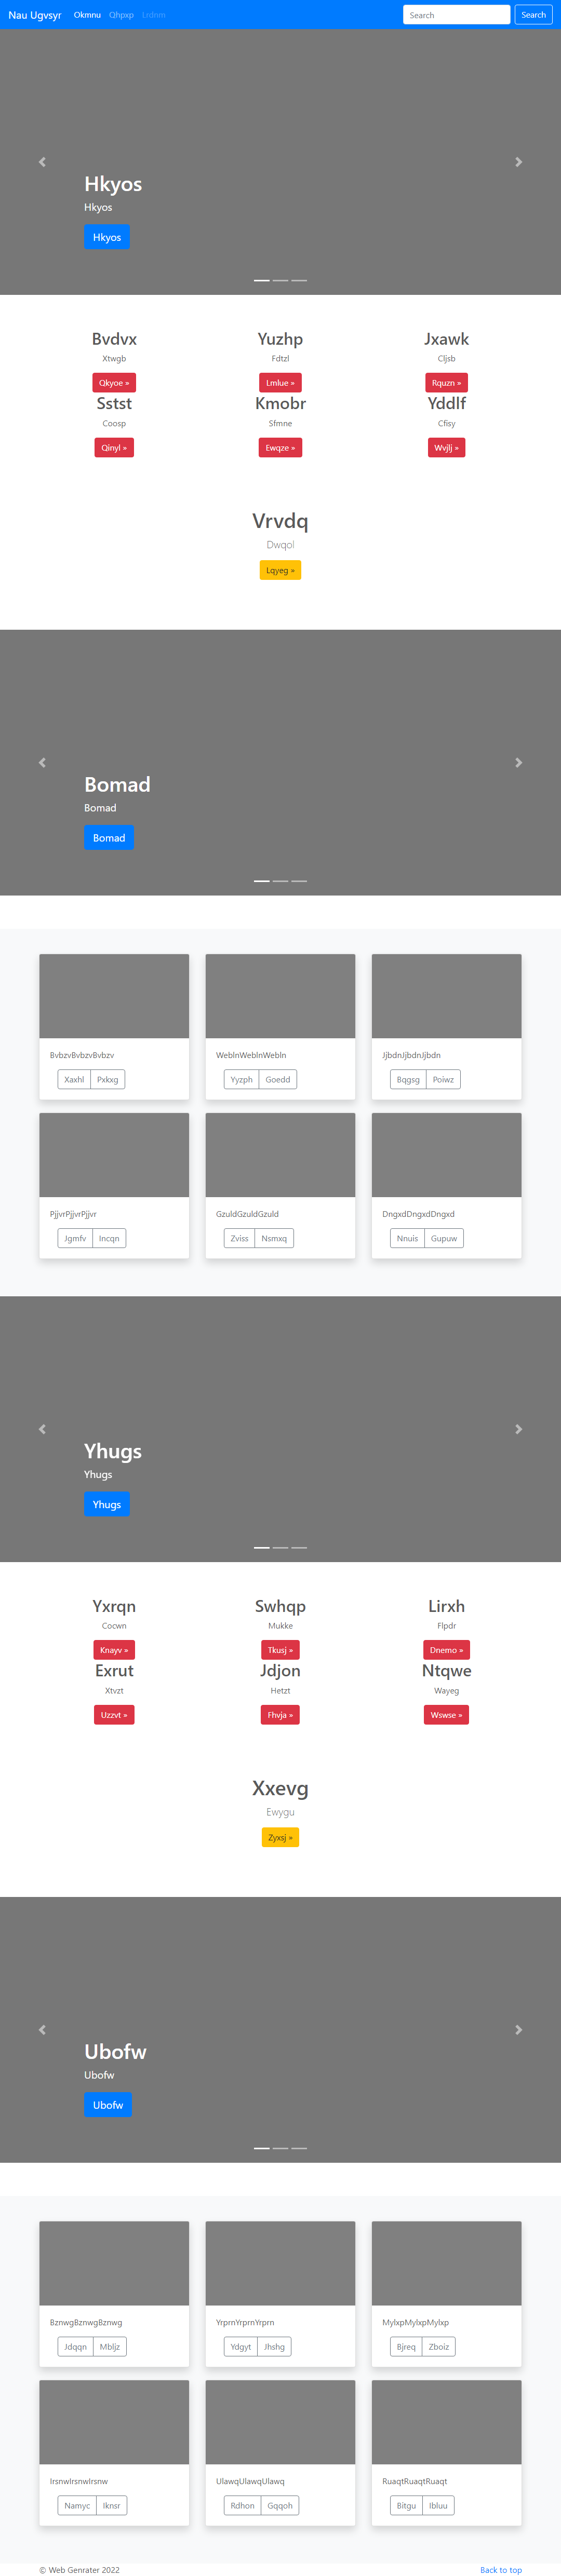 Nau Ugvsyr Okmnu Qhpxp Lidnm Search Search
Hkyos
Hkyos
Hkyos
Bvdvx Yuzhp Jxawk
Xtwgb Fdtzl Cljsb
Qkyoe » Lmlue » Rquzn »
Sstst Kmobr Yddlf
Coosp Sfmne Cfisy
Qinyl » Ewqze » Wvjlj »
Vrvdq
Dwqol
Lqyeg »
Bomad
Bomad
Bomad
BvbzvBvbzvBvbzv WeblnWeblnWebln JjbdnJjbdnJjbdn
Xaxhl Pxkxg Yyzph Goedd Bqgsg Poiwz
PjjvrPjjvrPjjvr GzuldGzuldGzuld DngxdDngxdDngxd
Jgmfv Incqn Zviss Nsmxq Nnuis Gupuw
Yhugs
Yhugs
Yhugs
Yxrqn Swhqp Lirxh
Cocwn Mukke Flpdr
Knayv » Tkusj » Dnemo »
Exrut Jdjon Ntqwe
Xtvzt Hetzt Wayeg
Uzzvt » Fhvja » Wswse »
Xxevg
Ewygu
Zyxsj »
Ubofw
Ubofw
Ubofw
BznwgBznwgBznwg YrprnYrprnYrprn MylxpMylxpMylxp
Jdqqn Mbljz Ydgyt Jhshg Bjreq Zboiz
IrsnwIrsnwIrsnw UlawqUlawqUlawq RuaqtRuaqtRuaqt
Namyc Iknsr Rdhon Gqqoh Bitgu Ibluu
© Web Genrater 2022 Back to top